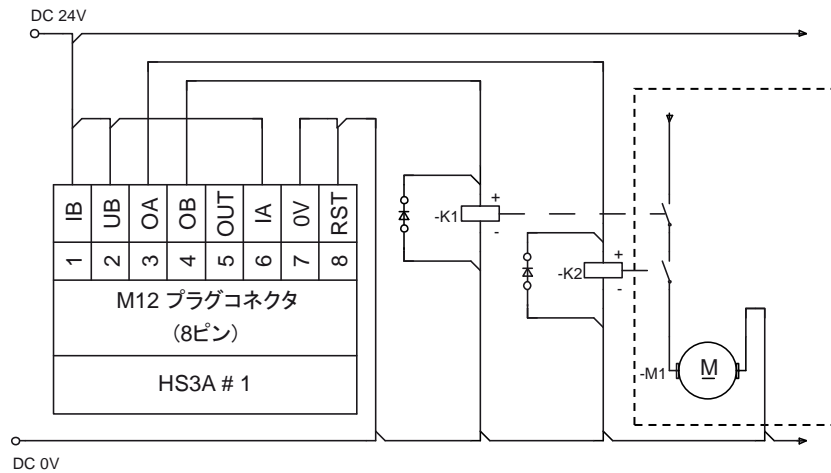 DC 24V
IB UB OA OB OUT IA 0V RST
1 2 3 4 5 6 7 8
M12 プラグコネクタ
(8ピン)
HS3A # 1
-K1
+
-
-K2
+
-
-M1
M
DC 0V